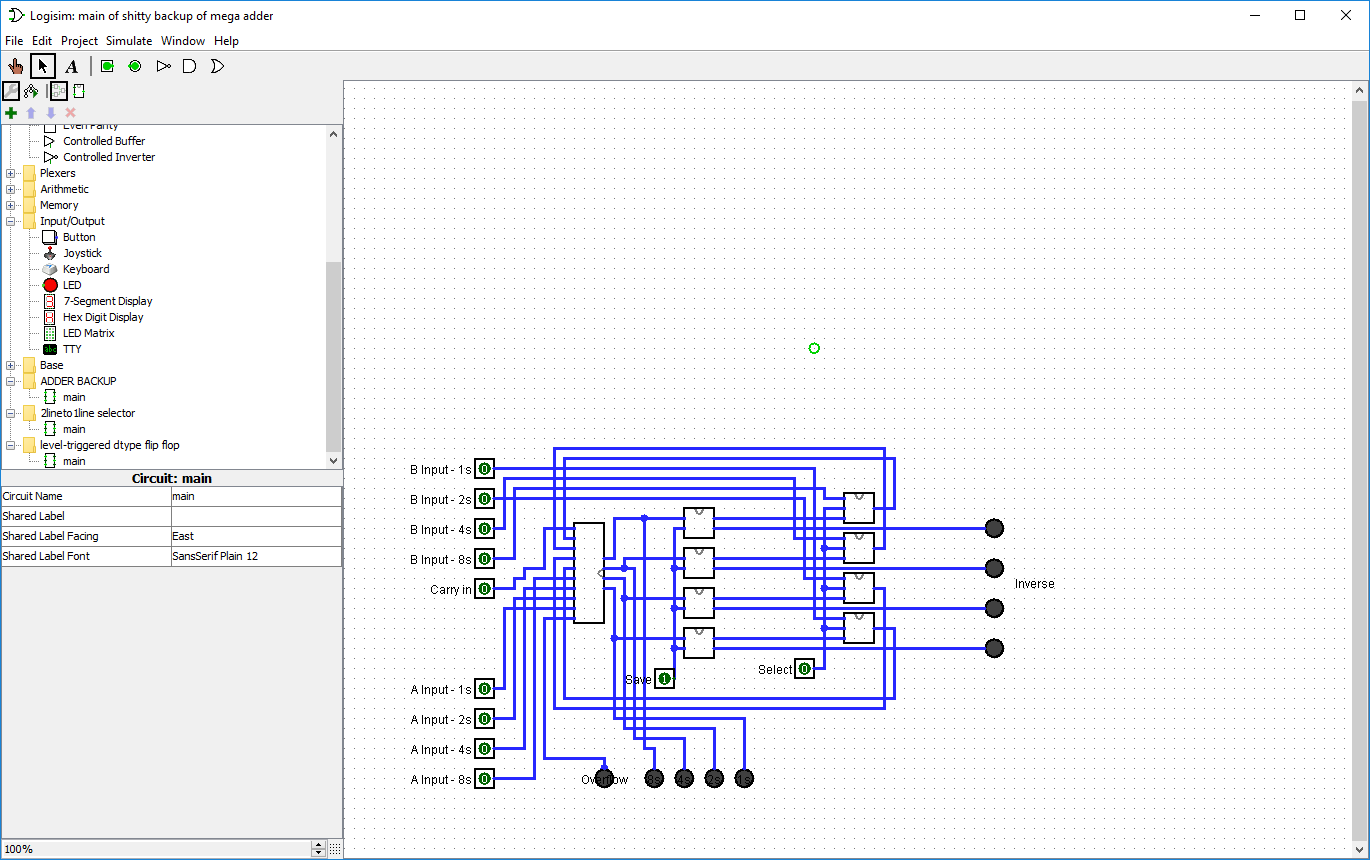 Logisim: main of shitty backup of mega adder
File Edit Project Simulate Window Help
A
Even Parity
Controlled Buffer
Controlled Inverter
Plexers
Arithmetic
Memory
Input/Output
Button
Joystick
Keyboard
LED
7-Segment Display
Hex Digit Display
LED Matrix
abc TTY
Base
ADDER BACKUP
main
2lineto1line selector
main
level-triggered dtype flip flop
main
Circuit: main
Circuit Name main
Shared Label
Shared Label Facing East
Shared Label Font SansSerif Plain 12
100%
B Input - 1s 0
B Input - 2s 0
B Input - 4s 0
B Input - 8s 0
Carry in 0
Inverse
Select 0
Save 1
A Input - 1s 0
A Input - 2s 0
A Input - 4s 0
A Input - 8s 0
Overflow 8s 4s 2s 1s